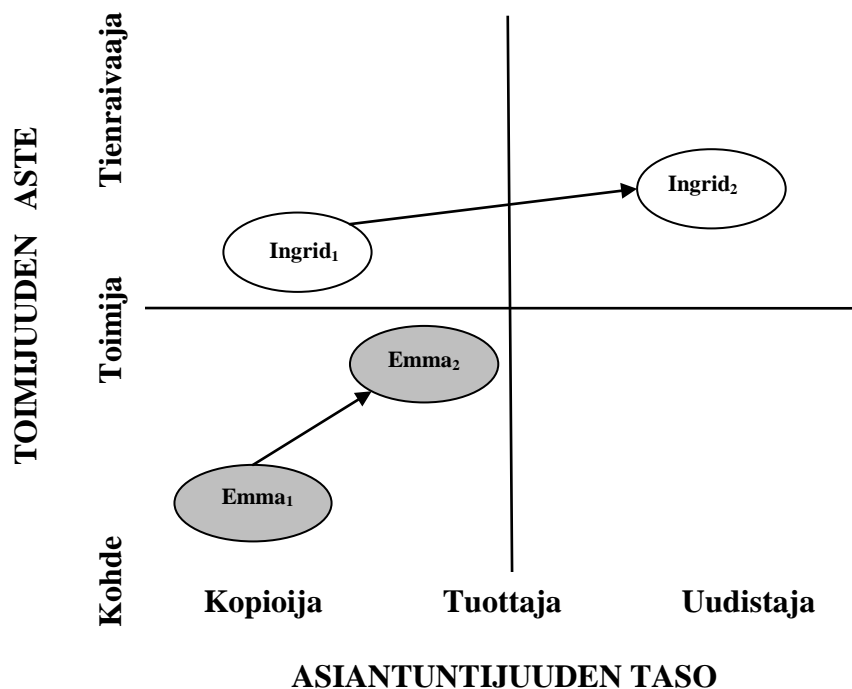 TOIMIJUUDEN ASTE
Tienraivaaja
Toimija
Kohde
Ingrid₂
Ingrid₁
Emma₂
Emma₁
Kopioija Tuottaja Uudistaja
ASIANTUNTIJUUDEN TASO